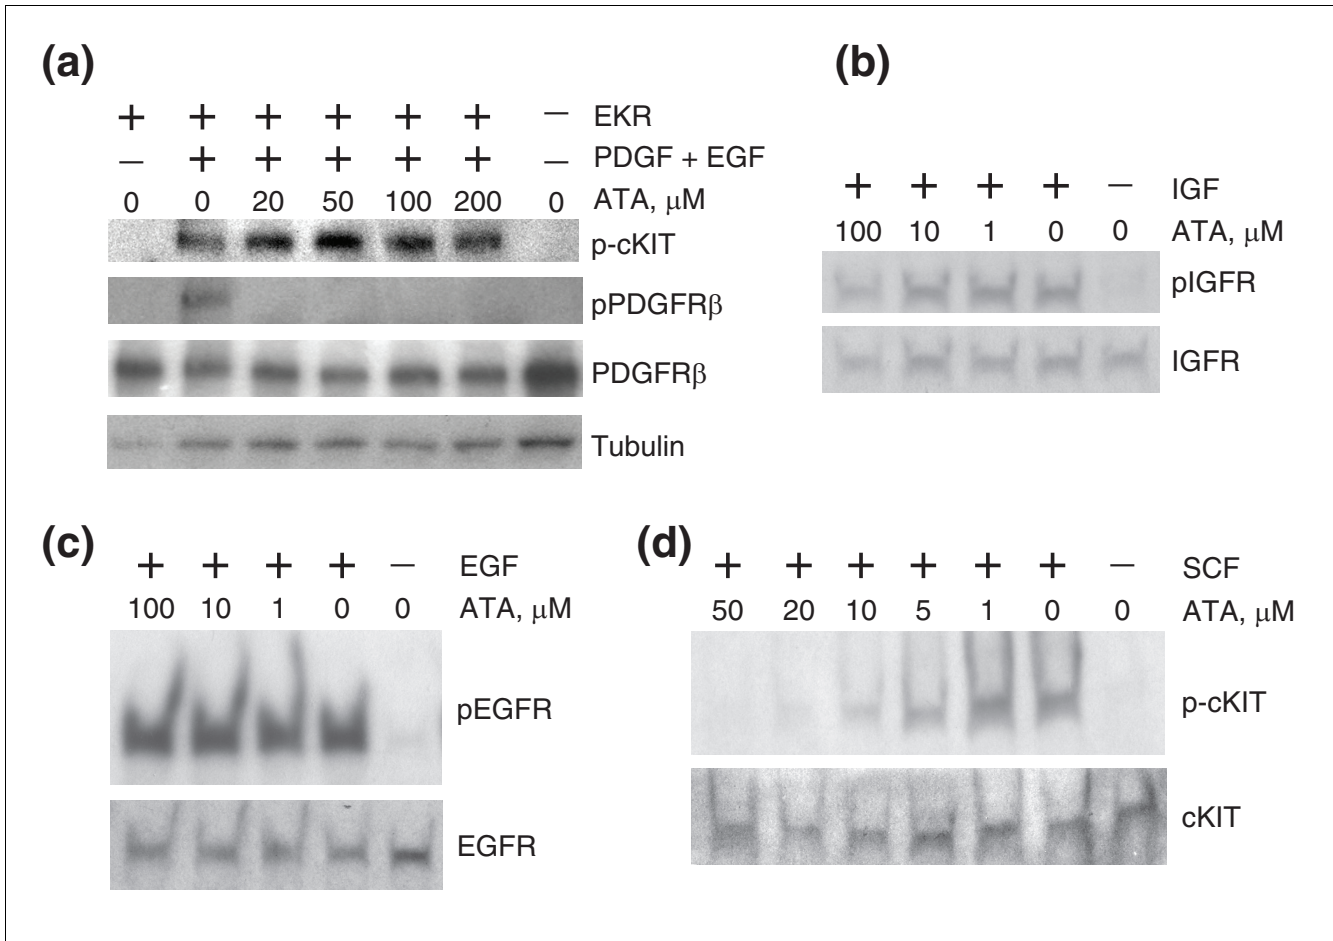 (a)
+ + + + + + – EKR
– + + + + + – PDGF + EGF
0 0 20 50 100 200 0 ATA, μM
p-cKIT
pPDGFRβ
PDGFRβ
Tubulin
(b)
+ + + + – IGF
100 10 1 0 0 ATA, μM
pIGFR
IGFR
(c)
+ + + + – EGF
100 10 1 0 0 ATA, μM
pEGFR
EGFR
(d)
+ + + + + + – SCF
50 20 10 5 1 0 0 ATA, μM
p-cKIT
cKIT